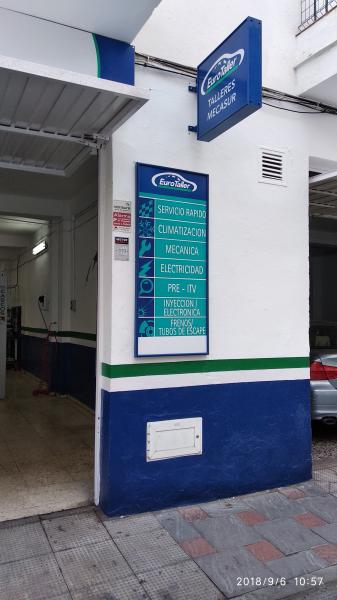 EuroTaller
TALLERES
MECASUR
EuroTaller
SERVICIO RAPIDO
CLIMATIZACION
MECANICA
ELECTRICIDAD
PRE - ITV
INYECCION /
ELECTRONICA
FRENOS/
TUBOS DE ESCAPE
2018/9/6 10:57